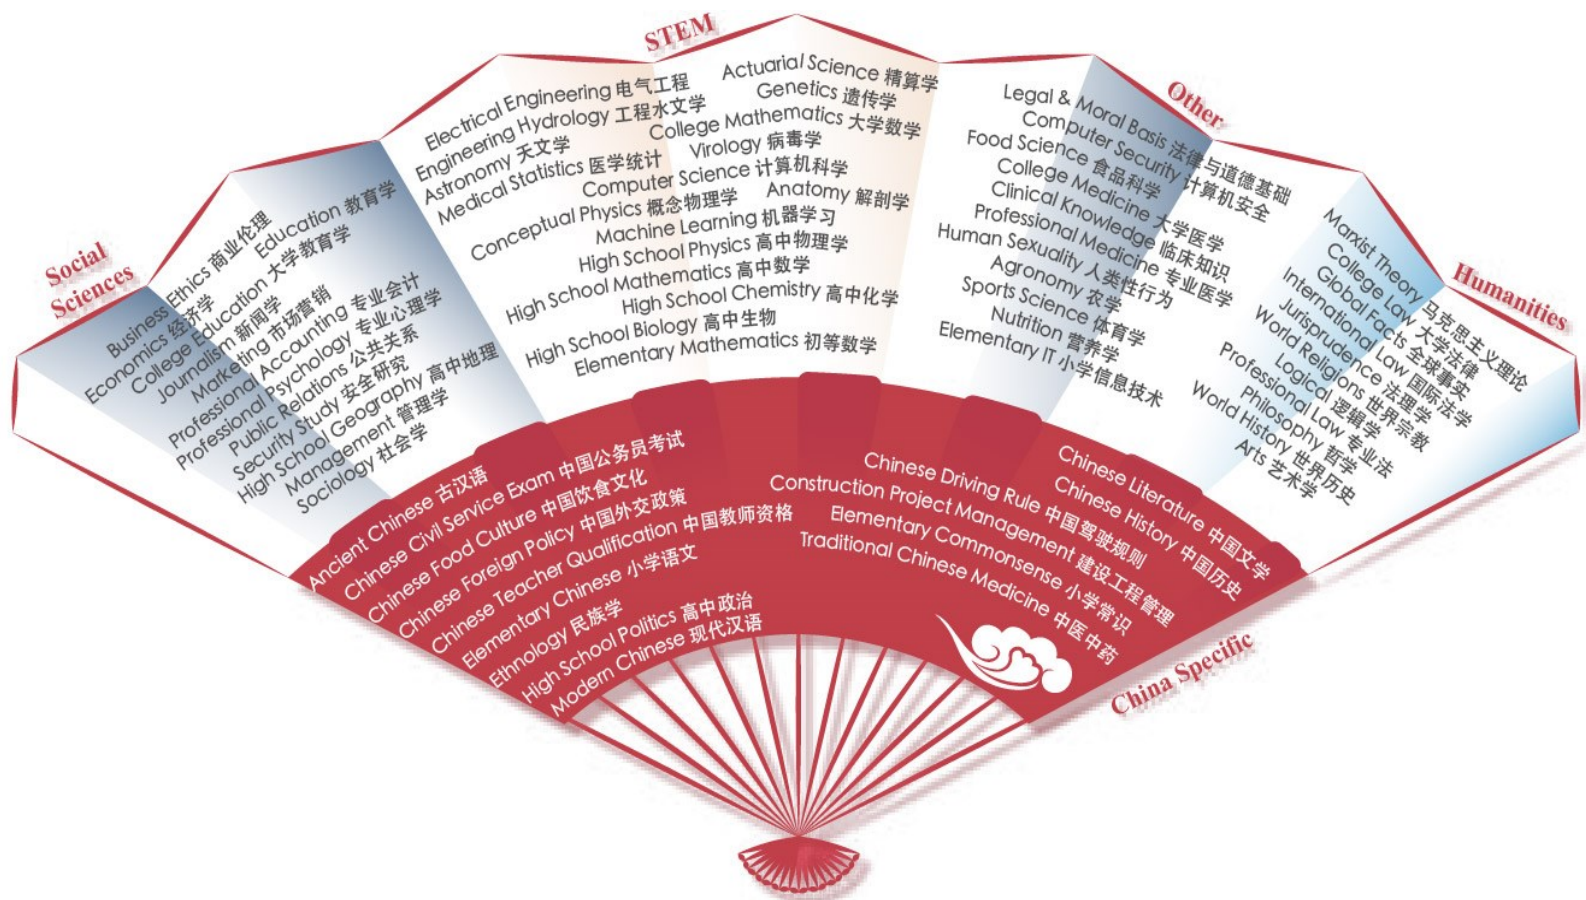 Social
Sciences
Business Ethics 商业伦理
Education 教育学
Economics 经济学
College Education 大学教育学
Journalism 新闻学
Marketing 市场营销
Professional Accounting 专业会计
Professional Psychology 专业心理学
Public Relations 公共关系
Security Study 安全研究
High School Geography 高中地理
Management 管理学
Sociology 社会学
STEM
Electrical Engineering 电气工程
Actuarial Science 精算学
Engineering Hydrology 工程水文学
Genetics 遗传学
Astronomy 天文学
College Mathematics 大学数学
Medical Statistics 医学统计
Virology 病毒学
Computer Science 计算机科学
Conceptual Physics 概念物理学
Anatomy 解剖学
Machine Learning 机器学习
High School Physics 高中物理学
High School Mathematics 高中数学
High School Chemistry 高中化学
High School Biology 高中生物
Elementary Mathematics 初等数学
Other
Legal & Moral Basis 法律与道德基础
Computer Security 计算机安全
Food Science 食品科学
College Medicine 大学医学
Clinical Knowledge 临床知识
Professional Medicine 专业医学
Human Sexuality 人类性行为
Agronomy 农学
Sports Science 体育学
Nutrition 营养学
Elementary IT 小学信息技术
Humanities
Marxist Theory 马克思主义理论
College Law 大学法律
Global Facts 全球事实
International Law 国际法学
Jurisprudence 法理学
World Religions 世界宗教
Logical 逻辑学
Professional Law 专业法
Philosophy 哲学
World History 世界历史
Arts 艺术学
China Specific
Ancient Chinese 古汉语
Chinese Civil Service Exam 中国公务员考试
Chinese Food Culture 中国饮食文化
Chinese Foreign Policy 中国外交政策
Chinese Teacher Qualification 中国教师资格
Elementary Chinese 小学语文
Ethnology 民族学
High School Politics 高中政治
Modern Chinese 现代汉语
Chinese Literature 中国文学
Chinese History 中国历史
Chinese Driving Rule 中国驾驶规则
Construction Project Management 建设工程管理
Elementary Commonsense 小学常识
Traditional Chinese Medicine 中医中药